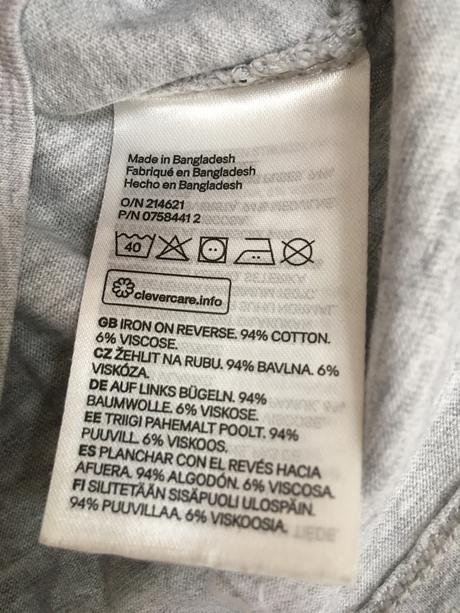 Made in Bangladesh
Fabriqué en Bangladesh
Hecho en Bangladesh
O/N 214621
P/N 0758441 2
40
clevercare.info
GB IRON ON REVERSE. 94% COTTON.
6% VISCOSE.
CZ ŽEHLIT NA RUBU. 94% BAVLNA. 6%
VISKÓZA.
DE AUF LINKS BÜGELN. 94%
BAUMWOLLE. 6% VISKOSE.
EE TRIIGI PAHEMALT POOLT. 94%
PUUVILL. 6% VISKOOS.
ES PLANCHAR CON EL REVÉS HACIA
AFUERA. 94% ALGODÓN. 6% VISCOSA.
FI SILITETÄÄN SISÄPUOLI ULOSPÄIN.
94% PUUVILLAA. 6% VISKOOSIA.